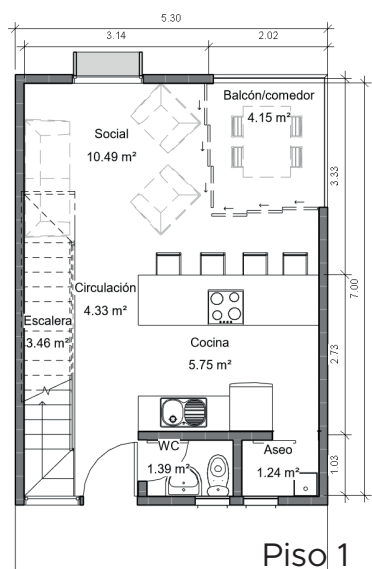 5.30
3.14
2.02
Balcón/comedor
4.15 m²
Social
10.49 m²
3.33
Circulación
4.33 m²
7.00
Escalera
3.46 m²
Cocina
5.75 m²
2.73
WC
1.39 m²
Aseo
1.24 m²
1.03
Piso 1